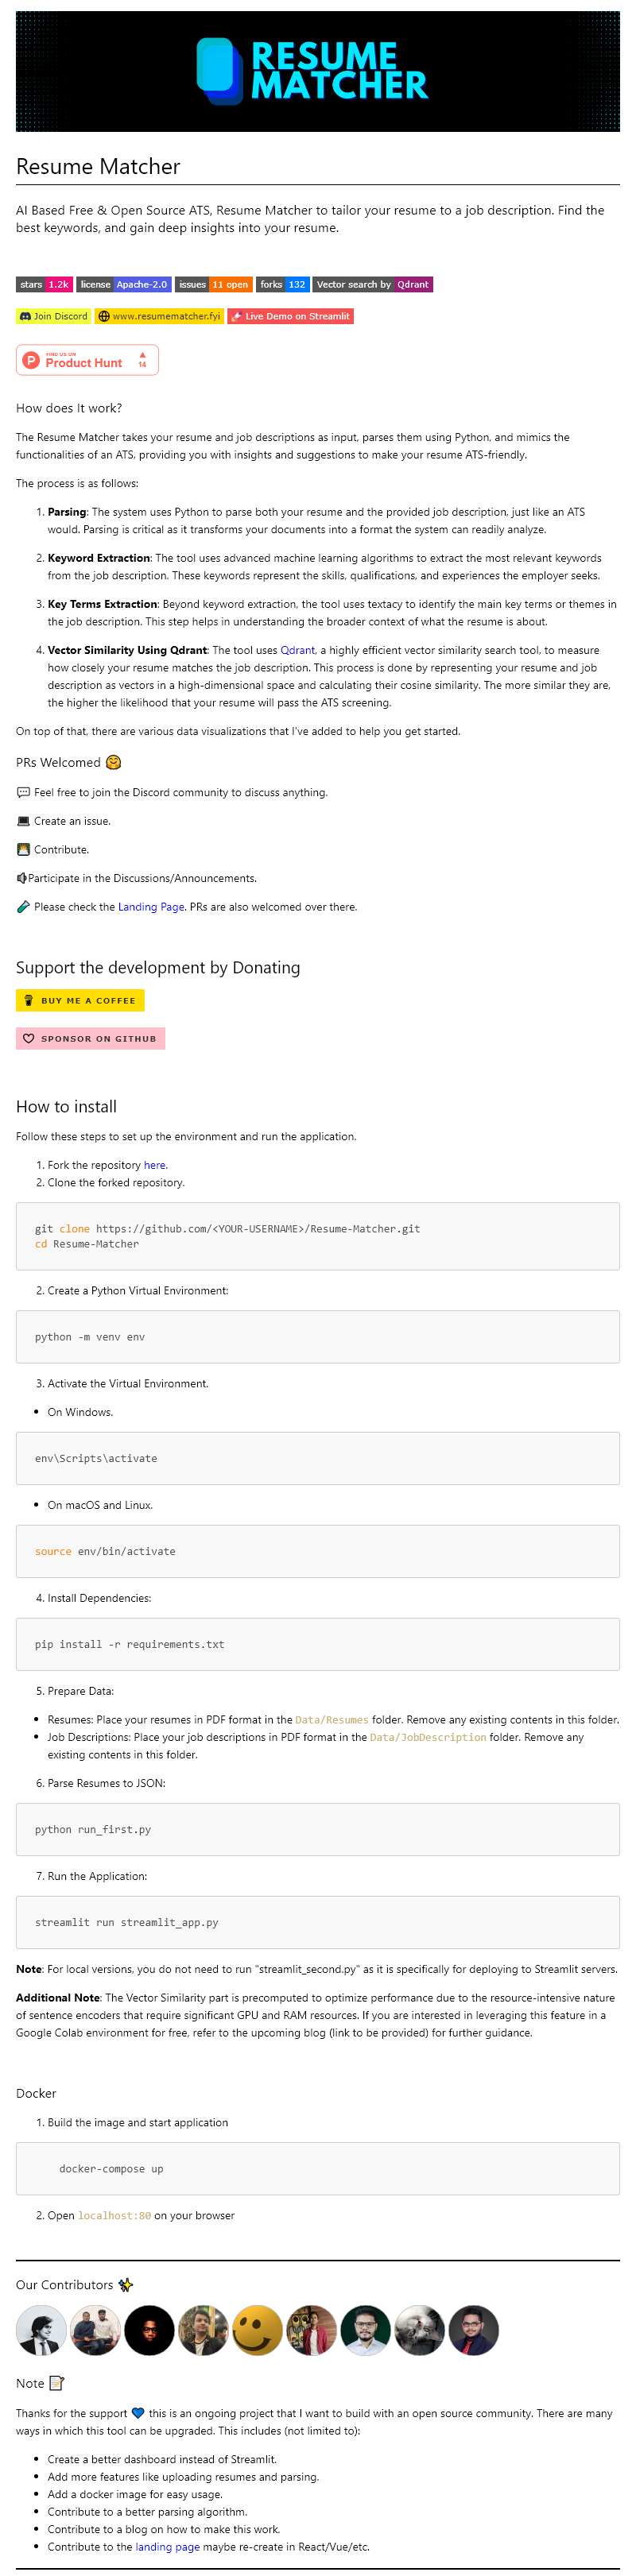 RESUME
MATCHER
Resume Matcher
AI Based Free & Open Source ATS, Resume Matcher to tailor your resume to a job description. Find the
best keywords, and gain deep insights into your resume.
stars 1.2k license Apache-2.0 issues 11 open forks 132 Vector search by Qdrant
Join Discord www.resumematcher.fyi Live Demo on Streamlit
FIND US ON
Product Hunt
14
How does It work?
The Resume Matcher takes your resume and job descriptions as input, parses them using Python, and mimics the
functionalities of an ATS, providing you with insights and suggestions to make your resume ATS-friendly.
The process is as follows:
1. Parsing: The system uses Python to parse both your resume and the provided job description, just like an ATS
would. Parsing is critical as it transforms your documents into a format the system can readily analyze.
2. Keyword Extraction: The tool uses advanced machine learning algorithms to extract the most relevant keywords
from the job description. These keywords represent the skills, qualifications, and experiences the employer seeks.
3. Key Terms Extraction: Beyond keyword extraction, the tool uses textacy to identify the main key terms or themes in
the job description. This step helps in understanding the broader context of what the resume is about.
4. Vector Similarity Using Qdrant: The tool uses Qdrant, a highly efficient vector similarity search tool, to measure
how closely your resume matches the job description. This process is done by representing your resume and job
description as vectors in a high-dimensional space and calculating their cosine similarity. The more similar they are,
the higher the likelihood that your resume will pass the ATS screening.
On top of that, there are various data visualizations that I've added to help you get started.
PRs Welcomed 🤗
💬 Feel free to join the Discord community to discuss anything.
💻 Create an issue.
👨‍💻 Contribute.
📢Participate in the Discussions/Announcements.
🧪 Please check the Landing Page. PRs are also welcomed over there.
Support the development by Donating
BUY ME A COFFEE
SPONSOR ON GITHUB
How to install
Follow these steps to set up the environment and run the application.
1. Fork the repository here.
2. Clone the forked repository.
git clone https://github.com/<YOUR-USERNAME>/Resume-Matcher.git
cd Resume-Matcher
2. Create a Python Virtual Environment:
python -m venv env
3. Activate the Virtual Environment.
• On Windows.
env\Scripts\activate
• On macOS and Linux.
source env/bin/activate
4. Install Dependencies:
pip install -r requirements.txt
5. Prepare Data:
• Resumes: Place your resumes in PDF format in the Data/Resumes folder. Remove any existing contents in this folder.
• Job Descriptions: Place your job descriptions in PDF format in the Data/JobDescription folder. Remove any
existing contents in this folder.
6. Parse Resumes to JSON:
python run_first.py
7. Run the Application:
streamlit run streamlit_app.py
Note: For local versions, you do not need to run "streamlit_second.py" as it is specifically for deploying to Streamlit servers.
Additional Note: The Vector Similarity part is precomputed to optimize performance due to the resource-intensive nature
of sentence encoders that require significant GPU and RAM resources. If you are interested in leveraging this feature in a
Google Colab environment for free, refer to the upcoming blog (link to be provided) for further guidance.
Docker
1. Build the image and start application
docker-compose up
2. Open localhost:80 on your browser
Our Contributors ✨
Note 📝
Thanks for the support 💙 this is an ongoing project that I want to build with an open source community. There are many
ways in which this tool can be upgraded. This includes (not limited to):
• Create a better dashboard instead of Streamlit.
• Add more features like uploading resumes and parsing.
• Add a docker image for easy usage.
• Contribute to a better parsing algorithm.
• Contribute to a blog on how to make this work.
• Contribute to the landing page maybe re-create in React/Vue/etc.